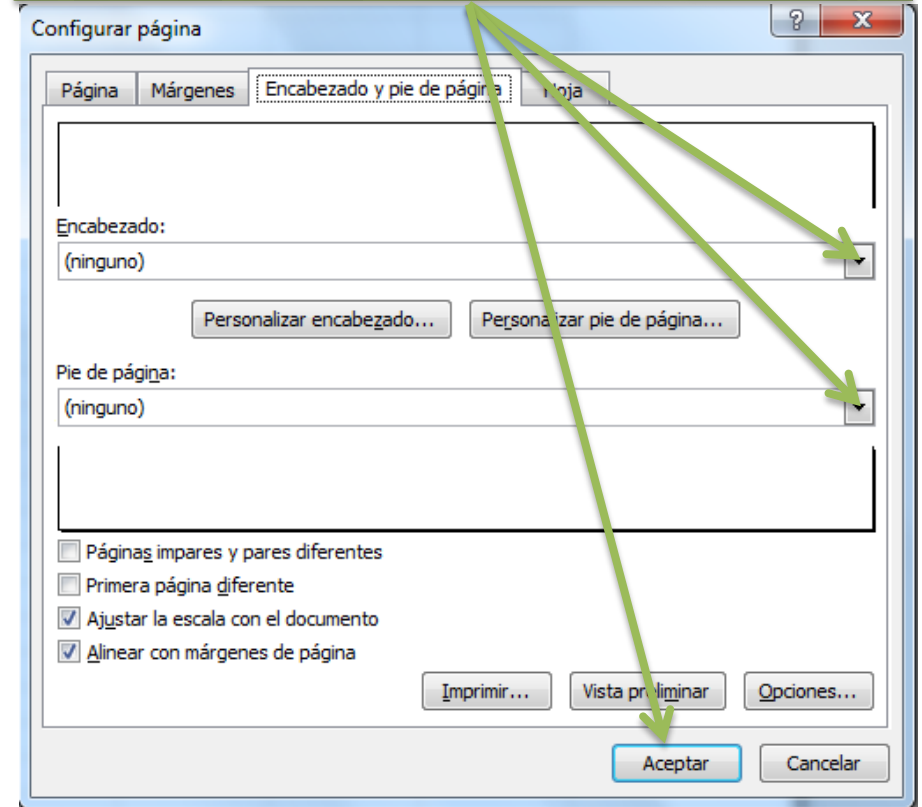 Configurar página
Página Márgenes Encabezado y pie de página Hoja
Encabezado:
(ninguno)
Personalizar encabezado... Personalizar pie de página...
Pie de página:
(ninguno)
Páginas impares y pares diferentes
Primera página diferente
Ajustar la escala con el documento
Alinear con márgenes de página
Imprimir... Vista preliminar Opciones...
Aceptar Cancelar